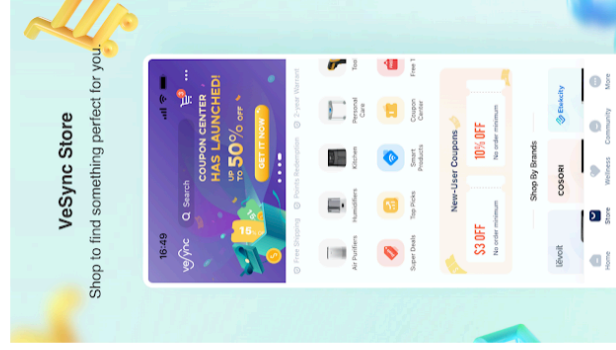 VeSync Store
Shop to find something perfect for you.
16:49
vesync
Search
3
COUPON CENTER
HAS LAUNCHED!
UP TO 50% OFF
GET IT NOW
15
Free Shipping
Points Redemption
2-year Warrant
Air Purifiers
Humidifiers
Kitchen
Personal Care
Tool
Super Deals
Top Picks
Smart Products
Coupon Center
Free T
New-User Coupons
$3 OFF
No order minimum
10% OFF
No order minimum
Shop By Brands
levoit
COSORI
Etekcity
Home
Store
Wellness
Community
More